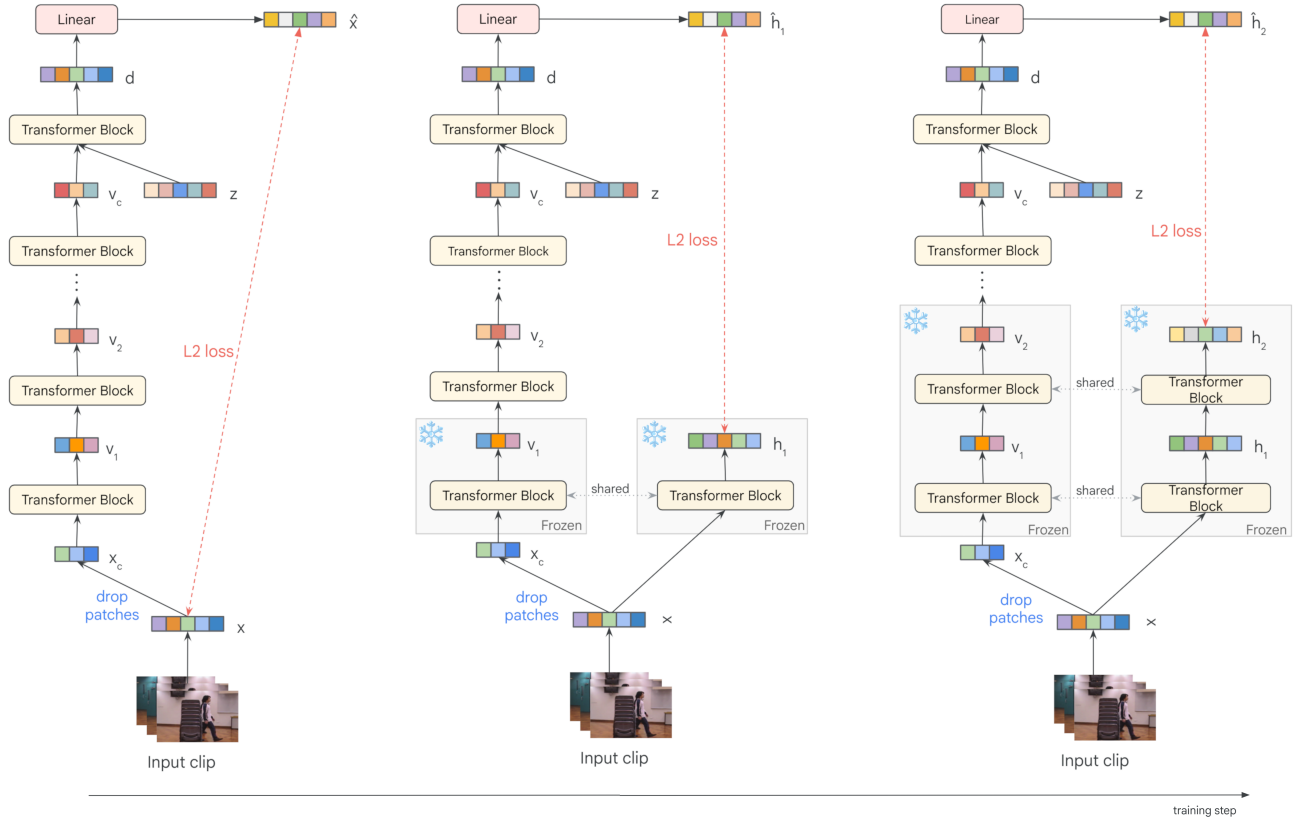 Linear
x̂
d
Transformer Block
v_c
z
Transformer Block
v_2
L2 loss
Transformer Block
v_1
Transformer Block
x_c
drop
patches
x
Input clip
Linear
ĥ_1
d
Transformer Block
v_c
z
L2 loss
Transformer Block
v_2
Transformer Block
v_1
h_1
Transformer Block
shared
Transformer Block
Frozen
Frozen
x_c
drop
patches
x
Input clip
Linear
ĥ_2
d
Transformer Block
v_c
z
L2 loss
Transformer Block
v_2
h_2
Transformer Block
shared
Transformer
Block
v_1
h_1
Transformer Block
shared
Transformer
Block
Frozen
Frozen
x_c
drop
patches
x
Input clip
training step